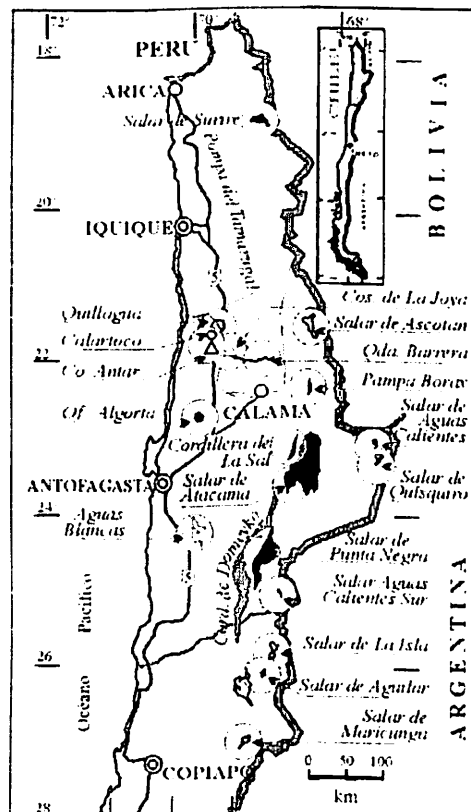 72°
70°
68°
18°
PERU
ARICA
Salar de Surire
CHILE
BOLIVIA
Pampa del Tamarugal
20°
IQUIQUE
Quillagua
Calartoco
22
Co. Antar
Of. Algorta
Cos. de La Joya
Salar de Ascotan
Qda. Barrera
Pampa Borax
Salar de
Aguas
Calientes
CALAMA
Cordillera de
La Sal
ANTOFAGASTA
Salar de
Atacama
Salar de
Quisquiro
24
Aguas
Blancas
Cord. de Domeyko
Salar de
Punta Negra
Salar Aguas
Calientes Sur
Océano Pacífico
26
Salar de La Isla
Salar de Aguilar
Salar de
Maricunga
ARGENTINA
COPIAPO
0 50 100
km
28